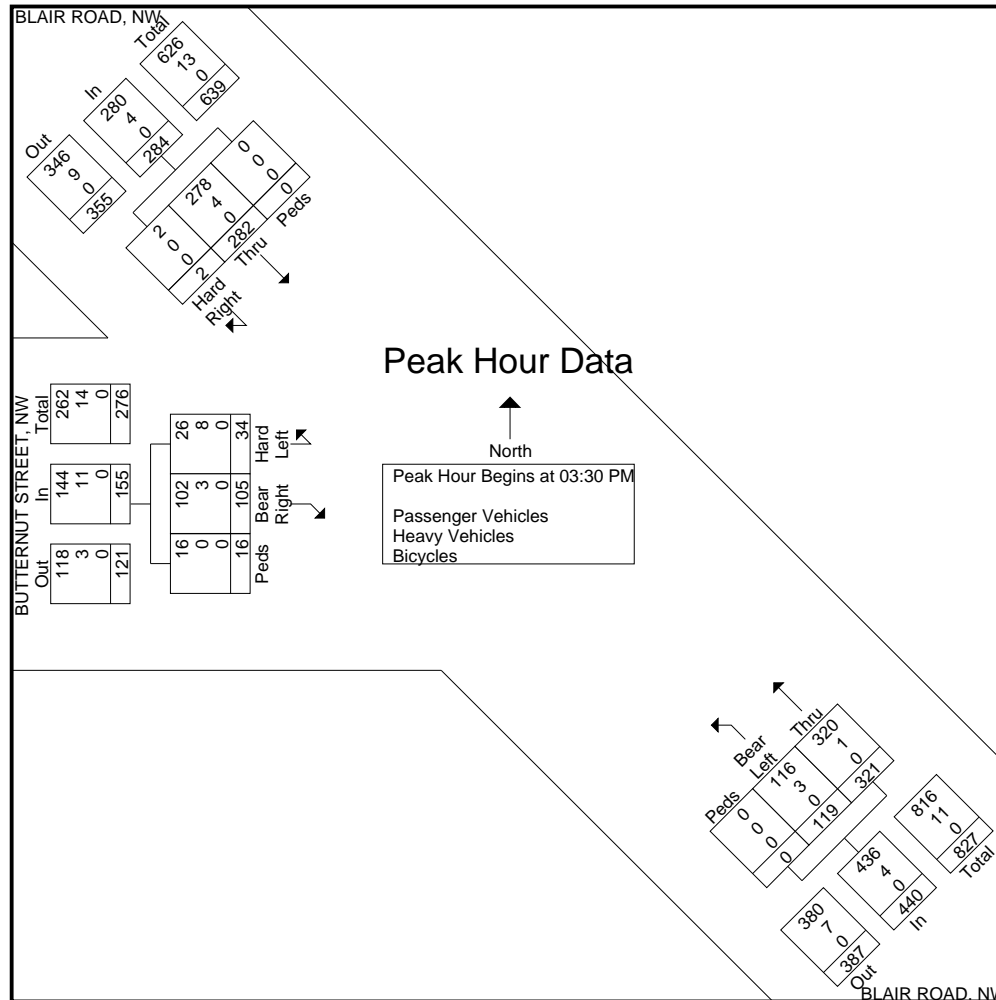 BLAIR ROAD, NW
Out
In
Total
346
9
0
355
280
4
0
284
626
13
0
639
2
0
0
2
278
4
0
282
0
0
0
0
Hard
Right
Thru
Peds
BUTTERNUT STREET, NW
Total
262
14
0
276
In
144
11
0
155
Out
118
3
0
121
26
8
0
34
Hard
Left
102
3
0
105
Bear
Right
16
0
0
16
Peds
Peak Hour Data
North
Peak Hour Begins at 03:30 PM
Passenger Vehicles
Heavy Vehicles
Bicycles
Peds
Bear
Left
Thru
0
0
0
0
116
3
0
119
320
1
0
321
380
7
0
387
436
4
0
440
816
11
0
827
Out
In
Total
BLAIR ROAD, NW